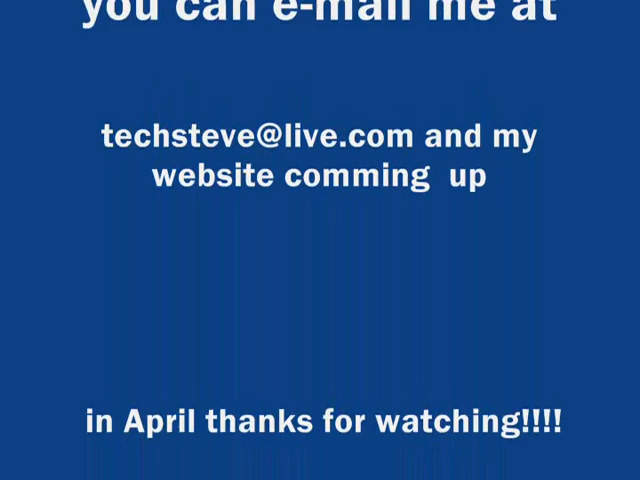 you can e-mail me at
techsteve@live.com and my
website comming up
in April thanks for watching!!!!